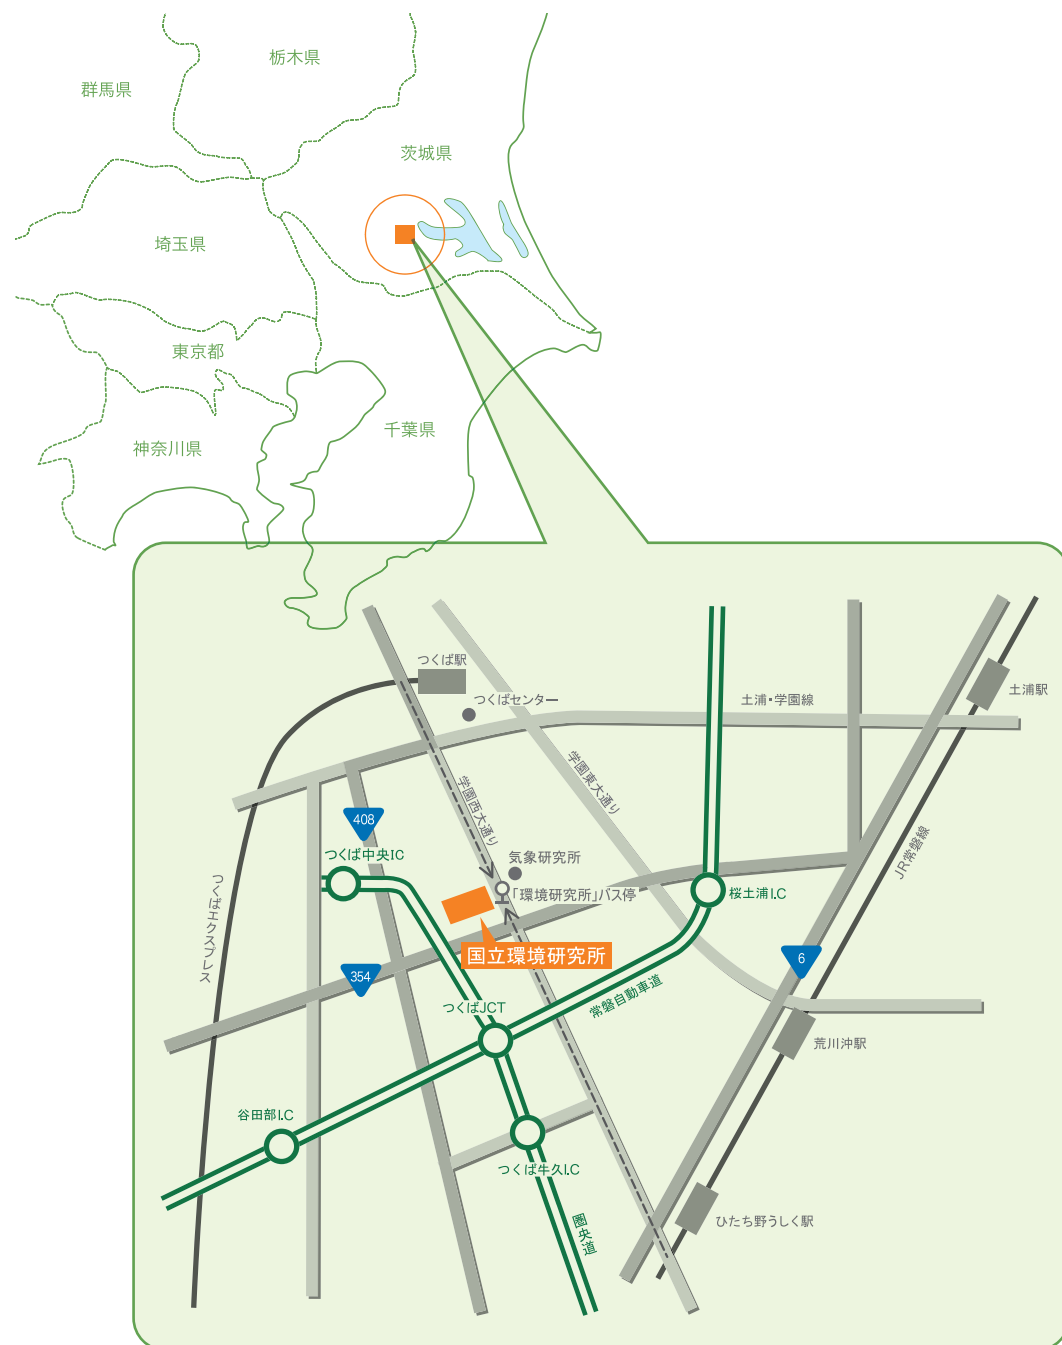 栃木県
群馬県
茨城県
埼玉県
東京都
千葉県
神奈川県
つくば駅
土浦駅
つくばセンター
土浦・学園線
学園東大通り
学園西大通り
408
つくば中央IC
気象研究所
JR常磐線
「環境研究所」バス停
桜土浦I.C
つくばエクスプレス
国立環境研究所
6
354
常磐自動車道
つくばJCT
荒川沖駅
谷田部I.C
つくば牛久I.C
圏央道
ひたち野うしく駅